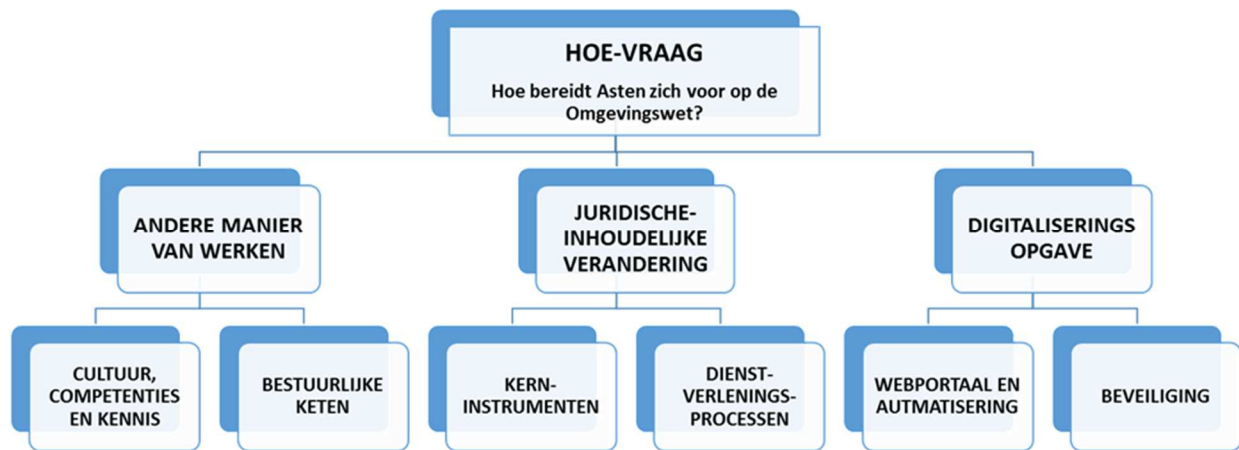 HOE-VRAAG
Hoe bereidt Asten zich voor op de
Omgevingswet?
ANDERE MANIER
VAN WERKEN
JURIDISCHE-
INHOUDELIJKE
VERANDERING
DIGITALISERINGS
OPGAVE
CULTUUR,
COMPETENTIES
EN KENNIS
BESTUURLIJKE
KETEN
KERN-
INSTRUMENTEN
DIENST-
VERLENINGS-
PROCESSEN
WEBPORTAAL EN
AUTMATISERING
BEVEILIGING